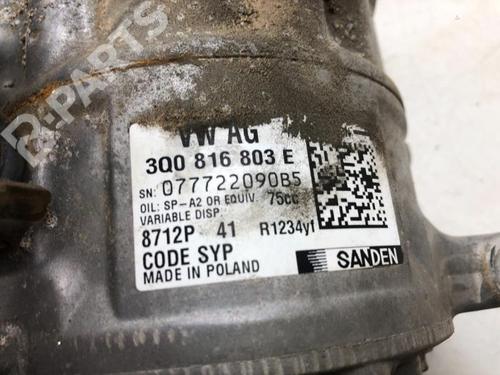 B-PARTS
VW AG
3Q0 816 803 E
SN: 077722090B5
OIL: SP-A2 OR EQUIV. 75cc
VARIABLE DISP.
8712P 41 R1234yf
CODE SYP
MADE IN POLAND
SANDEN